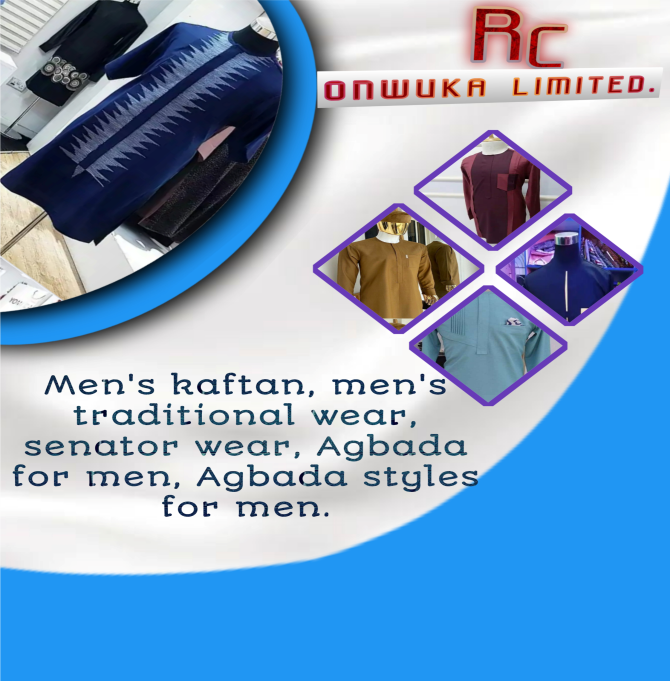 RC
ONWUKA LIMITED.
Men's kaftan, men's
traditional wear,
senator wear, Agbada
for men, Agbada styles
for men.